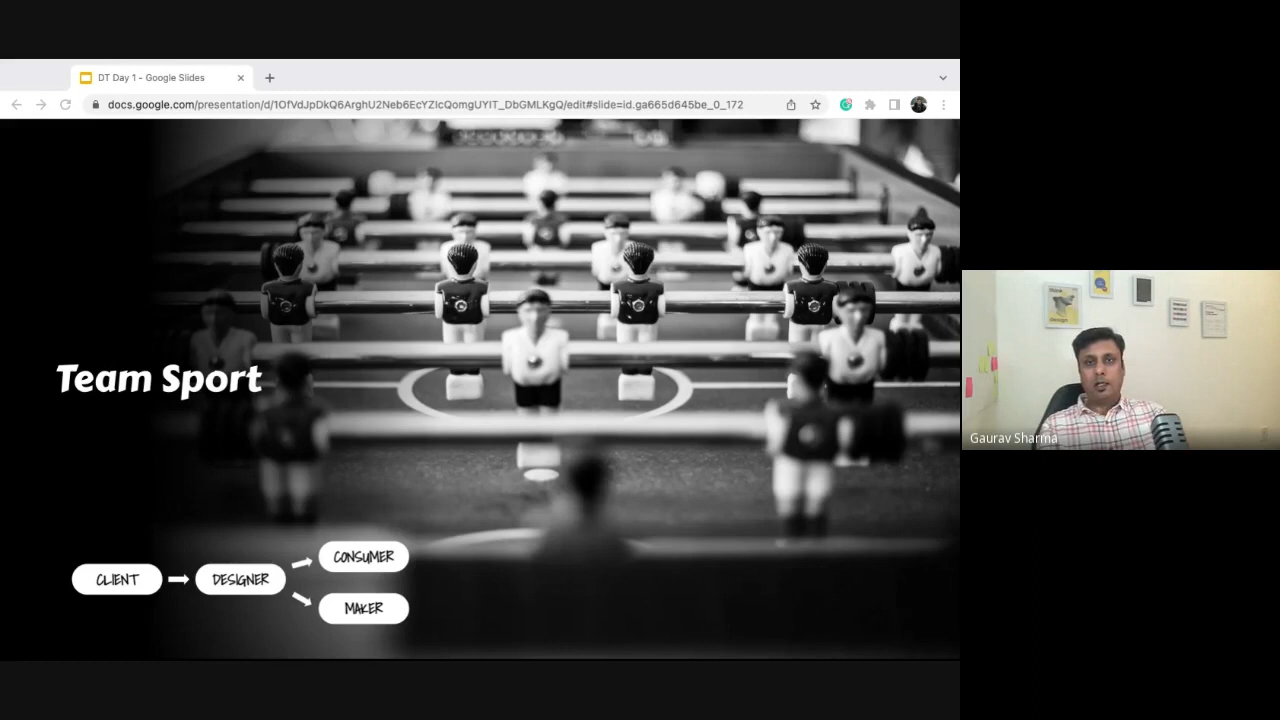 DT Day 1 - Google Slides
docs.google.com/presentation/d/1OfVdJpDkQ6ArghU2Neb6EcYZIcQomgUYIT_DbGMLKgQ/edit#slide=id.ga665d645be_0_172
Team Sport
CLIENT
DESIGNER
CONSUMER
MAKER
Gaurav Sharma